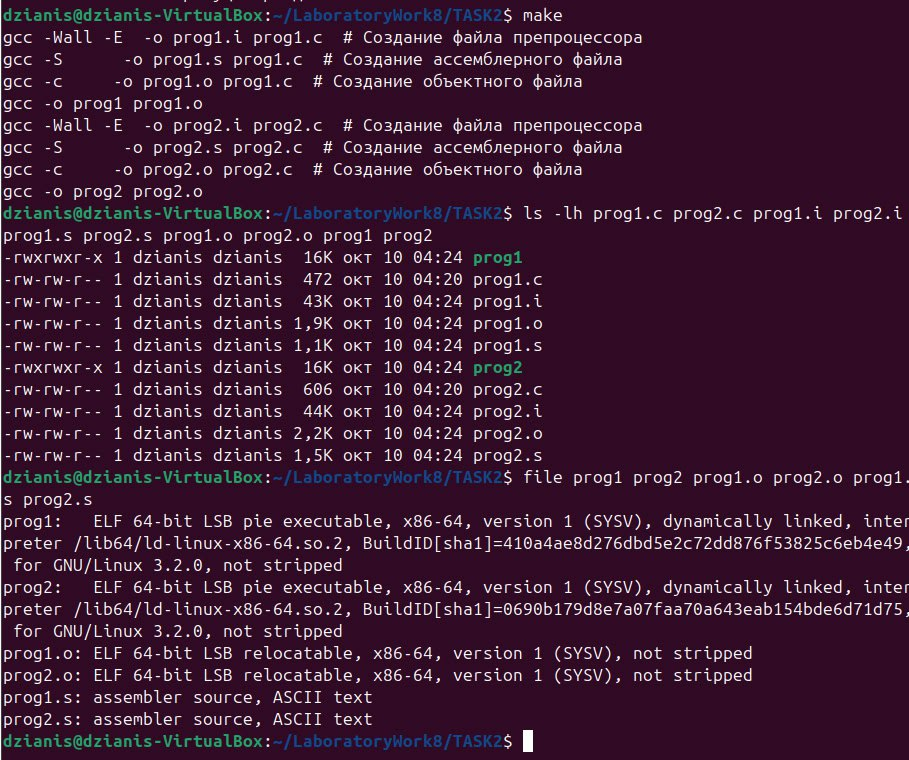 dzianis@dzianis-VirtualBox:~/LaboratoryWork8/TASK2$ make
gcc -Wall -E  -o prog1.i prog1.c  # Создание файла препроцессора
gcc -S      -o prog1.s prog1.c  # Создание ассемблерного файла
gcc -c     -o prog1.o prog1.c  # Создание объектного файла
gcc -o prog1 prog1.o
gcc -Wall -E  -o prog2.i prog2.c  # Создание файла препроцессора
gcc -S      -o prog2.s prog2.c  # Создание ассемблерного файла
gcc -c     -o prog2.o prog2.c  # Создание объектного файла
gcc -o prog2 prog2.o
dzianis@dzianis-VirtualBox:~/LaboratoryWork8/TASK2$ ls -lh prog1.c prog2.c prog1.i prog2.i
prog1.s prog2.s prog1.o prog2.o prog1 prog2
-rwxrwxr-x 1 dzianis dzianis  16K окт 10 04:24 prog1
-rw-rw-r-- 1 dzianis dzianis  472 окт 10 04:20 prog1.c
-rw-rw-r-- 1 dzianis dzianis  43K окт 10 04:24 prog1.i
-rw-rw-r-- 1 dzianis dzianis 1,9K окт 10 04:24 prog1.o
-rw-rw-r-- 1 dzianis dzianis 1,1K окт 10 04:24 prog1.s
-rwxrwxr-x 1 dzianis dzianis  16K окт 10 04:24 prog2
-rw-rw-r-- 1 dzianis dzianis  606 окт 10 04:20 prog2.c
-rw-rw-r-- 1 dzianis dzianis  44K окт 10 04:24 prog2.i
-rw-rw-r-- 1 dzianis dzianis 2,2K окт 10 04:24 prog2.o
-rw-rw-r-- 1 dzianis dzianis 1,5K окт 10 04:24 prog2.s
dzianis@dzianis-VirtualBox:~/LaboratoryWork8/TASK2$ file prog1 prog2 prog1.o prog2.o prog1.
s prog2.s
prog1:   ELF 64-bit LSB pie executable, x86-64, version 1 (SYSV), dynamically linked, inter
preter /lib64/ld-linux-x86-64.so.2, BuildID[sha1]=410a4ae8d276dbd5e2c72dd876f53825c6eb4e49,
 for GNU/Linux 3.2.0, not stripped
prog2:   ELF 64-bit LSB pie executable, x86-64, version 1 (SYSV), dynamically linked, inter
preter /lib64/ld-linux-x86-64.so.2, BuildID[sha1]=0690b179d8e7a07faa70a643eab154bde6d71d75,
 for GNU/Linux 3.2.0, not stripped
prog1.o: ELF 64-bit LSB relocatable, x86-64, version 1 (SYSV), not stripped
prog2.o: ELF 64-bit LSB relocatable, x86-64, version 1 (SYSV), not stripped
prog1.s: assembler source, ASCII text
prog2.s: assembler source, ASCII text
dzianis@dzianis-VirtualBox:~/LaboratoryWork8/TASK2$